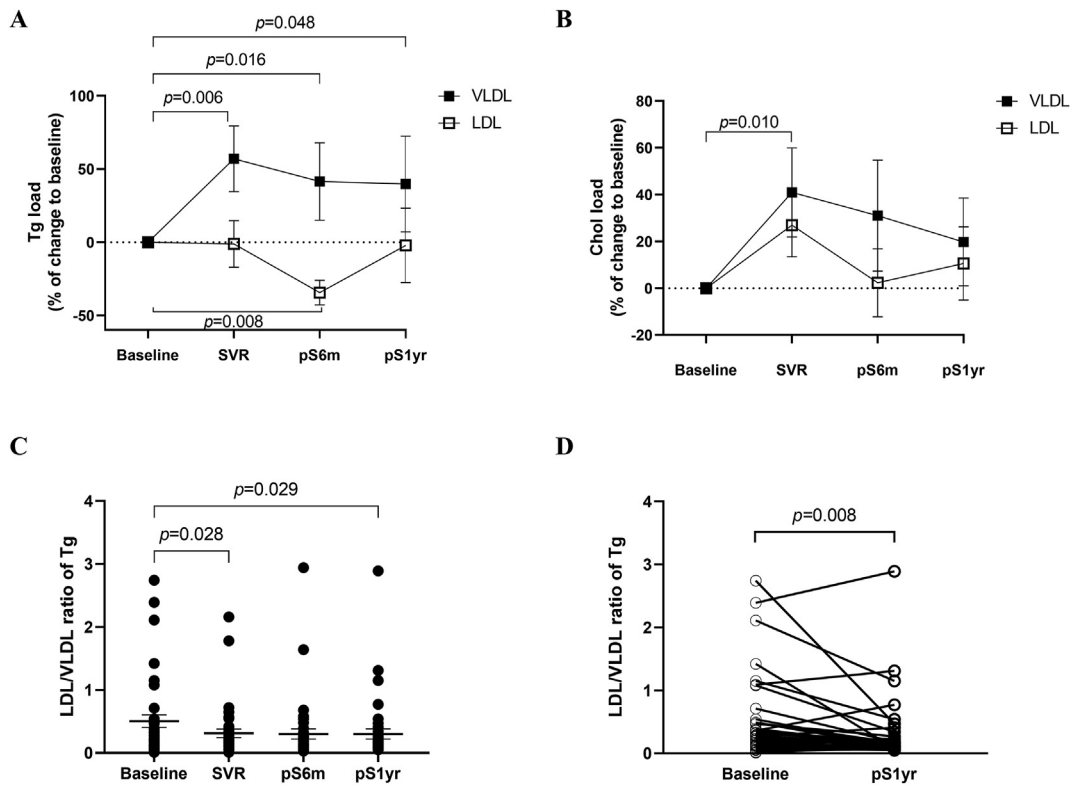 A
p=0.048
p=0.016
p=0.006
VLDL
LDL
100
50
0
-50
Tg load
(% of change to baseline)
p=0.008
Baseline
SVR
pS6m
pS1yr
B
p=0.010
VLDL
LDL
80
60
40
20
0
-20
Chol load
(% of change to baseline)
Baseline
SVR
pS6m
pS1yr
C
p=0.029
p=0.028
4
3
2
1
0
LDL/VLDL ratio of Tg
Baseline
SVR
pS6m
pS1yr
D
p=0.008
4
3
2
1
0
LDL/VLDL ratio of Tg
Baseline
pS1yr